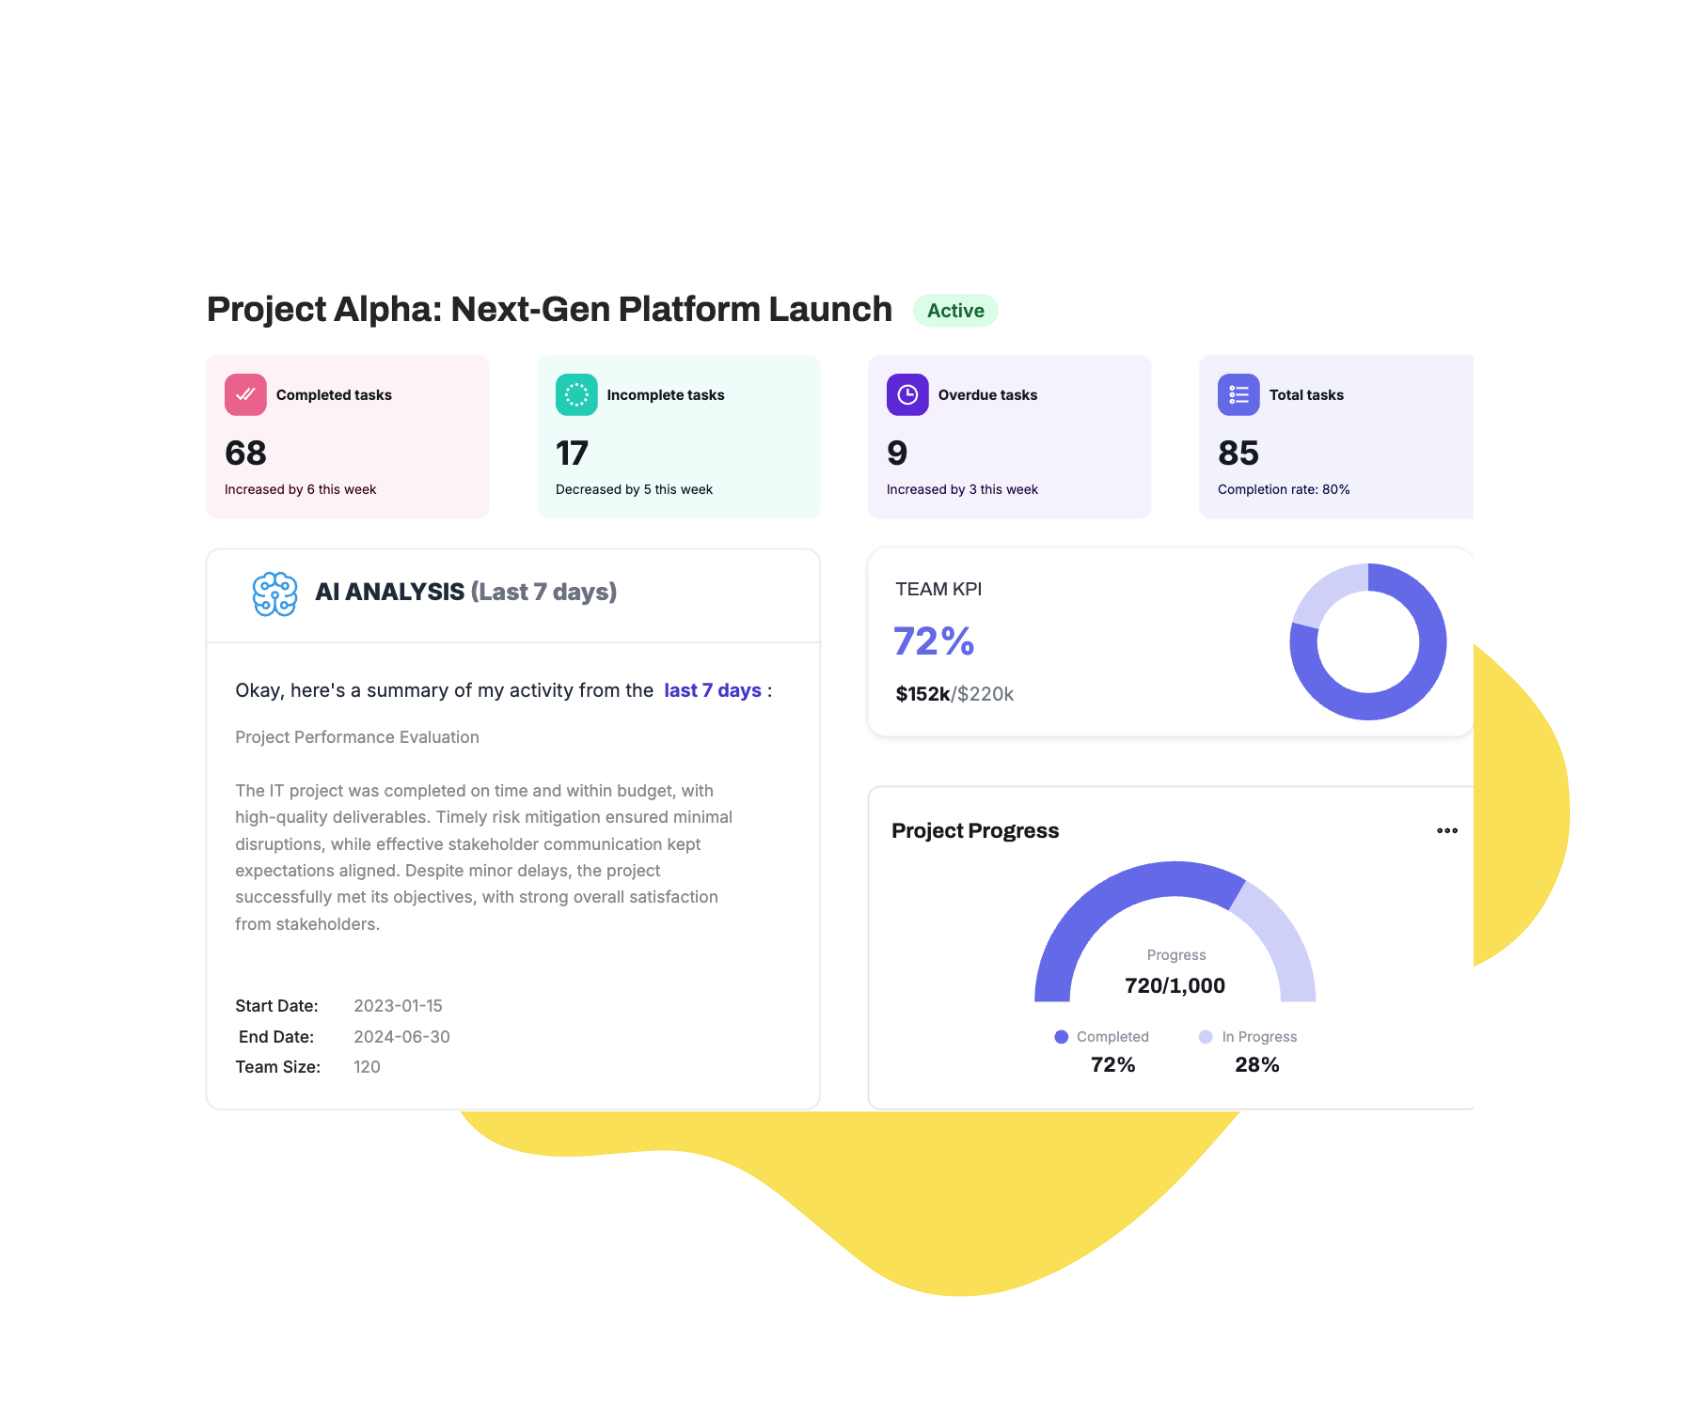 Project Alpha: Next-Gen Platform Launch
Active
Completed tasks
68
Increased by 6 this week
Incomplete tasks
17
Decreased by 5 this week
Overdue tasks
9
Increased by 3 this week
Total tasks
85
Completion rate: 80%
AI ANALYSIS (Last 7 days)
Okay, here's a summary of my activity from the last 7 days :
Project Performance Evaluation
The IT project was completed on time and within budget, with
high-quality deliverables. Timely risk mitigation ensured minimal
disruptions, while effective stakeholder communication kept
expectations aligned. Despite minor delays, the project
successfully met its objectives, with strong overall satisfaction
from stakeholders.
Start Date: 2023-01-15
End Date: 2024-06-30
Team Size: 120
TEAM KPI
72%
$152k/$220k
Project Progress
Progress
720/1,000
Completed
72%
In Progress
28%